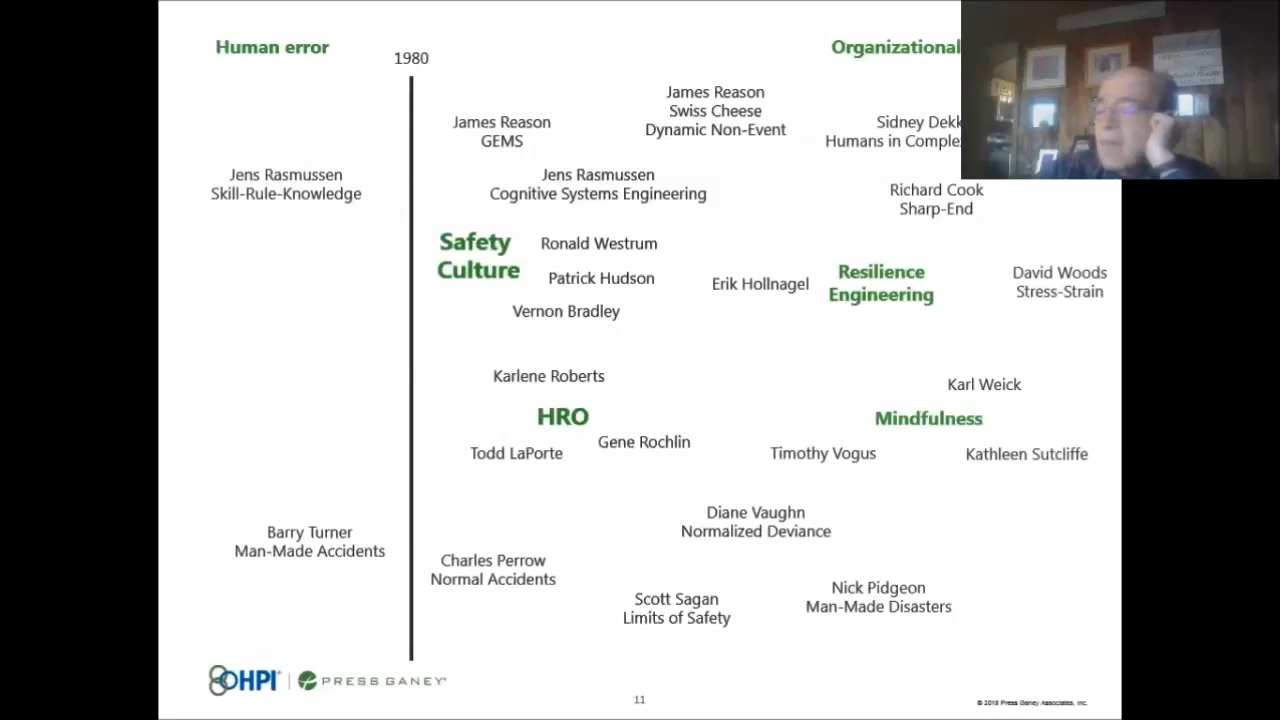 Human error
1980
Organizational
James Reason
Swiss Cheese
Dynamic Non-Event
James Reason
GEMS
Sidney Dekk
Humans in Comple
Jens Rasmussen
Skill-Rule-Knowledge
Jens Rasmussen
Cognitive Systems Engineering
Richard Cook
Sharp-End
Safety
Culture
Ronald Westrum
Patrick Hudson
Vernon Bradley
Erik Hollnagel
Resilience
Engineering
David Woods
Stress-Strain
Karlene Roberts
Karl Weick
HRO
Mindfulness
Gene Rochlin
Todd LaPorte
Timothy Vogus
Kathleen Sutcliffe
Diane Vaughn
Normalized Deviance
Barry Turner
Man-Made Accidents
Charles Perrow
Normal Accidents
Nick Pidgeon
Man-Made Disasters
Scott Sagan
Limits of Safety
HPI
PRESS GANEY
11
© 2018 Press Ganey Associates, Inc.